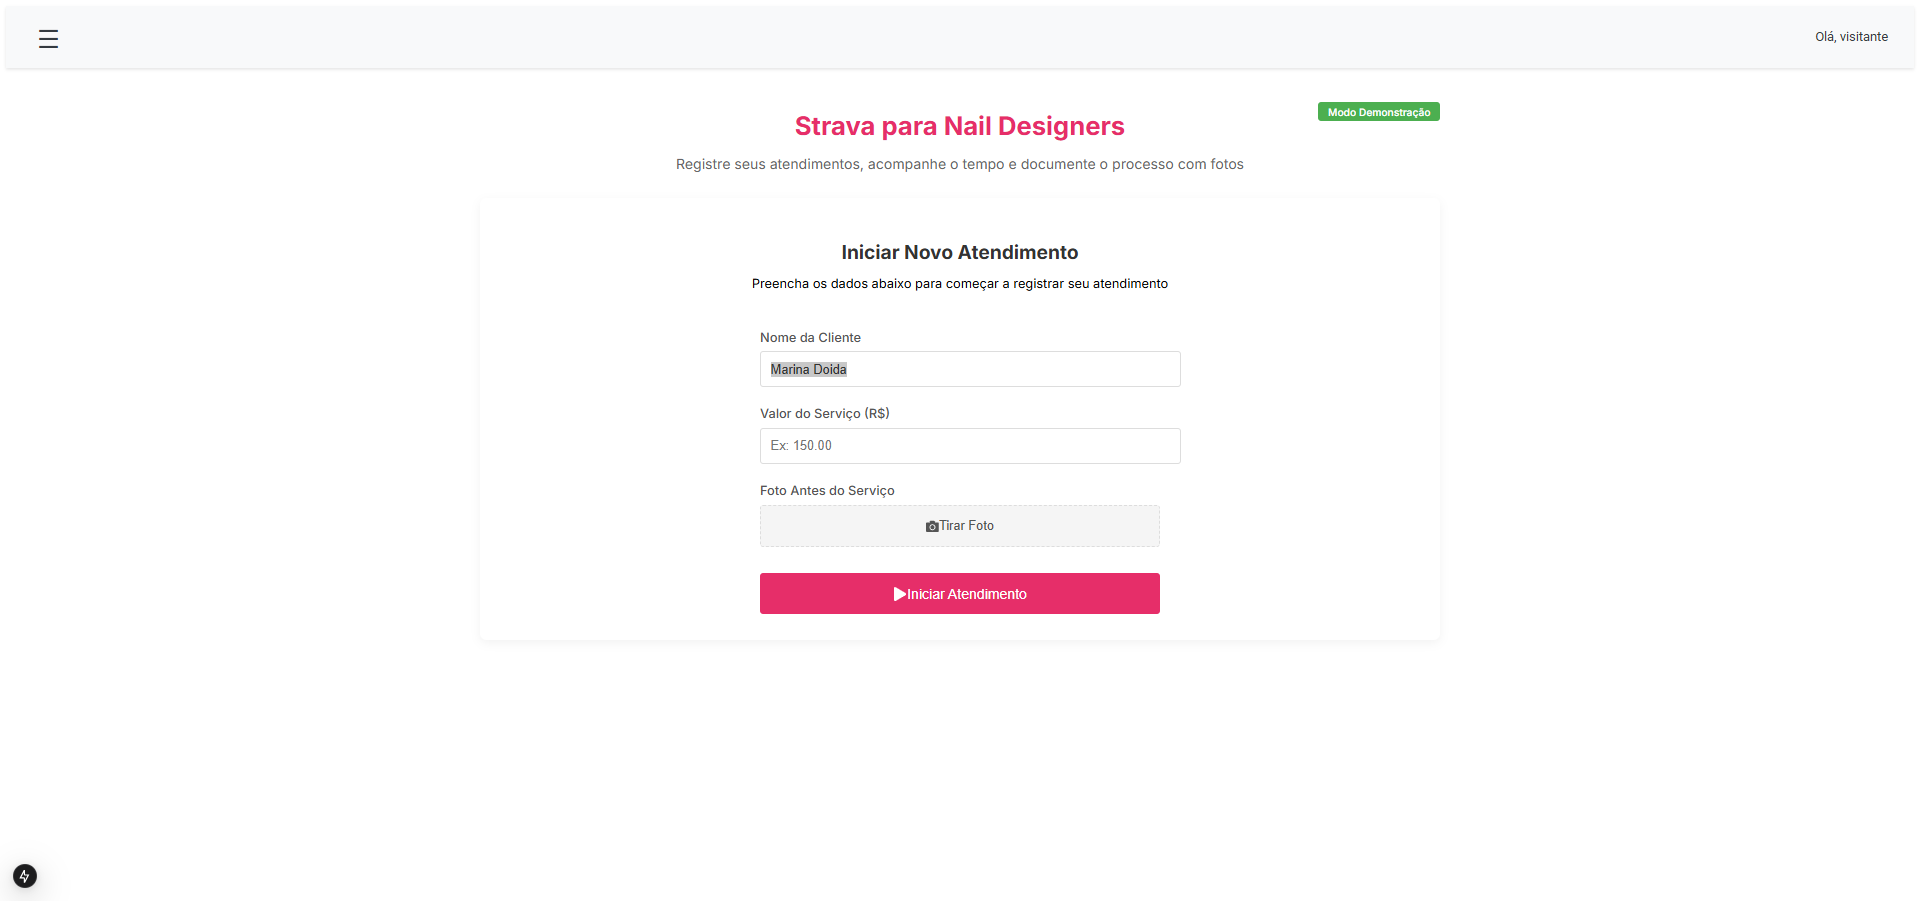 Olá, visitante
Modo Demonstração
Strava para Nail Designers
Registre seus atendimentos, acompanhe o tempo e documente o processo com fotos
Iniciar Novo Atendimento
Preencha os dados abaixo para começar a registrar seu atendimento
Nome da Cliente
Marina Doida
Valor do Serviço (R$)
Ex: 150.00
Foto Antes do Serviço
Tirar Foto
Iniciar Atendimento